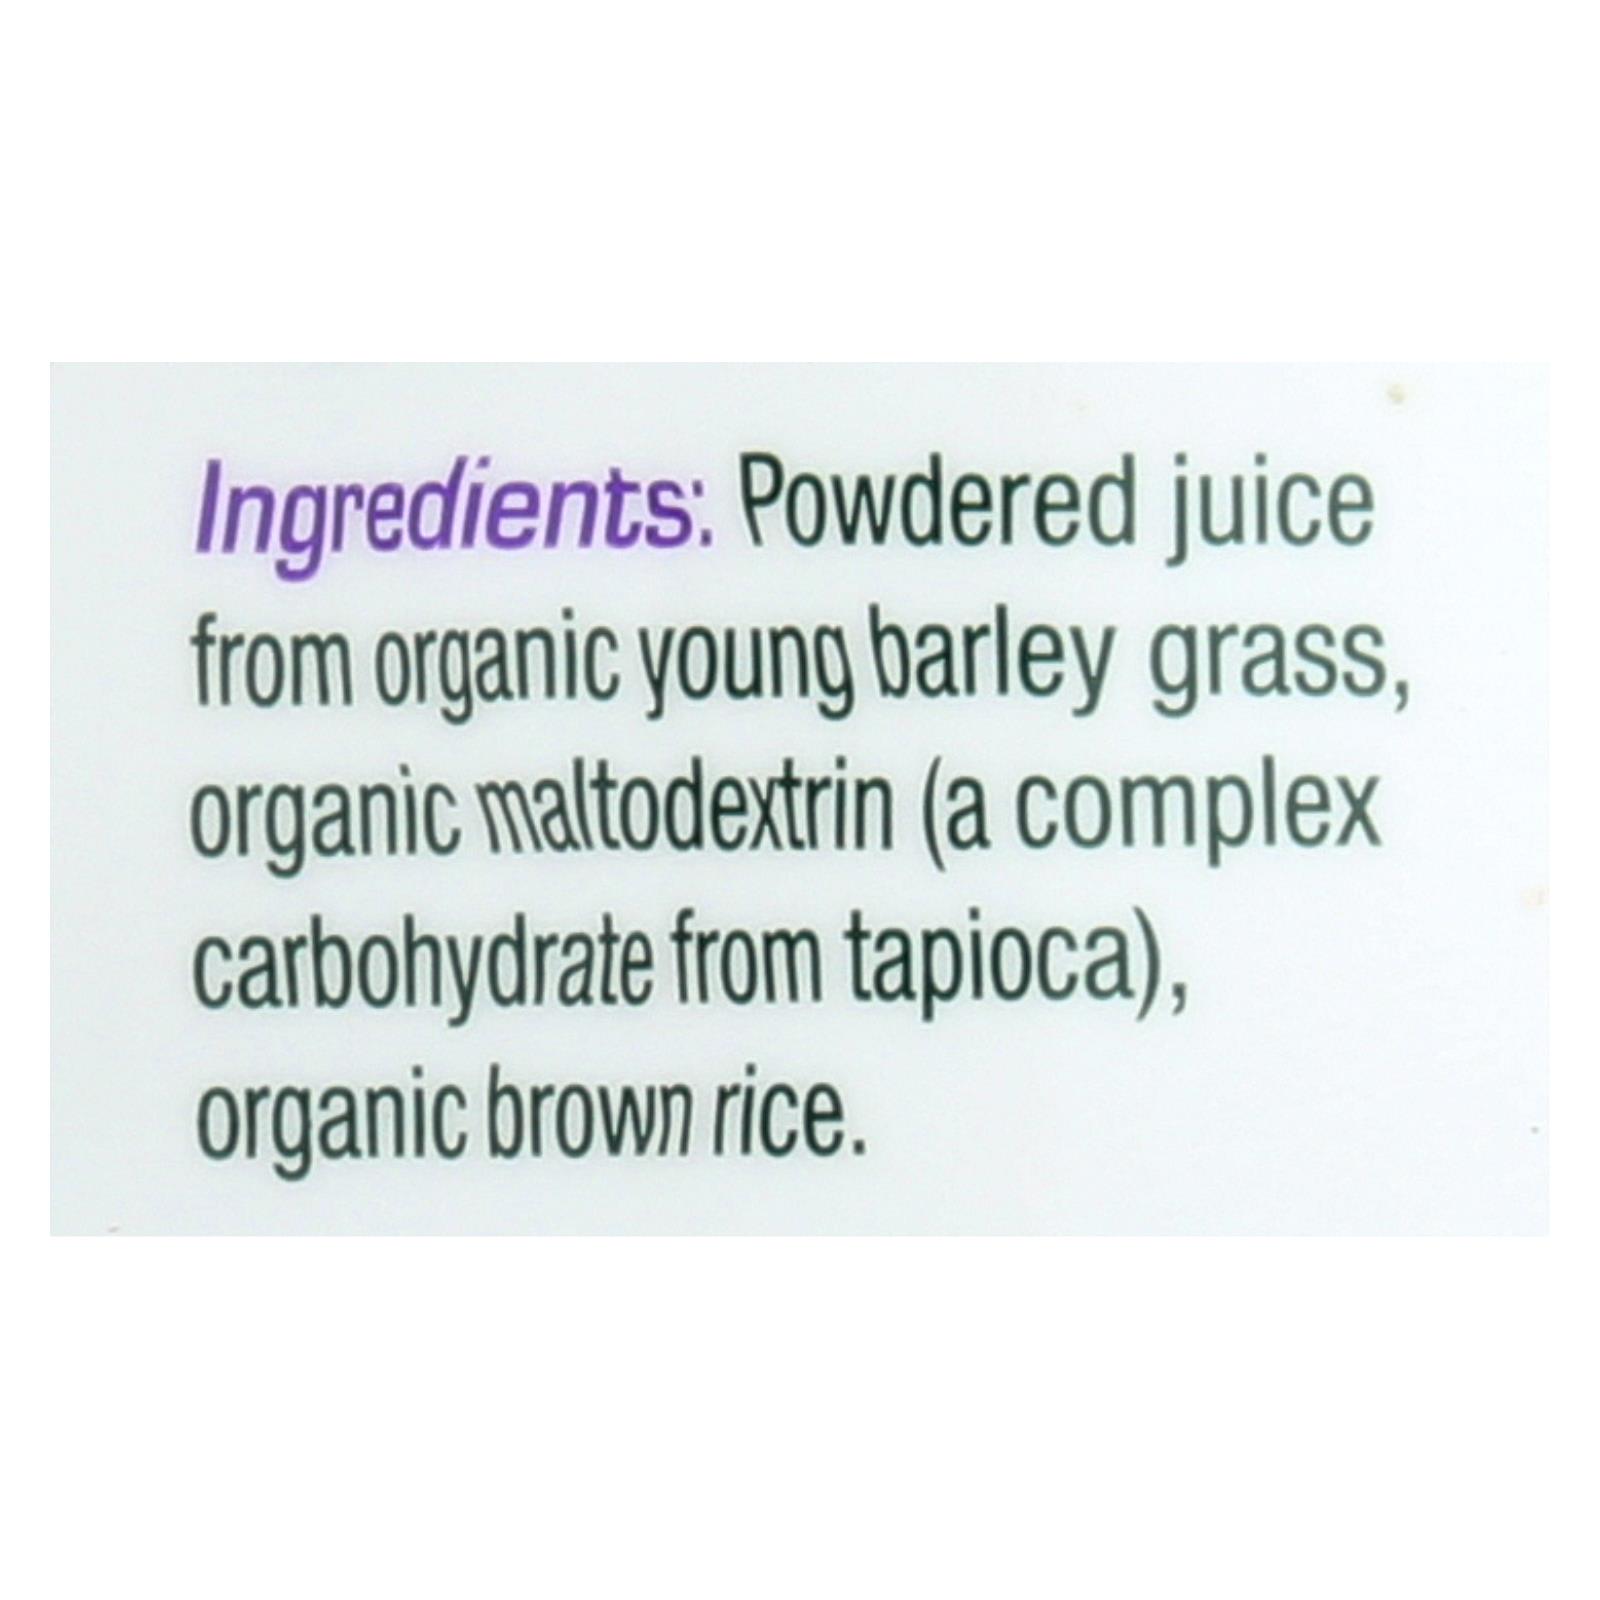 Ingredients: Powdered juice
from organic young barley grass,
organic maltodextrin (a complex
carbohydrate from tapioca),
organic brown rice.